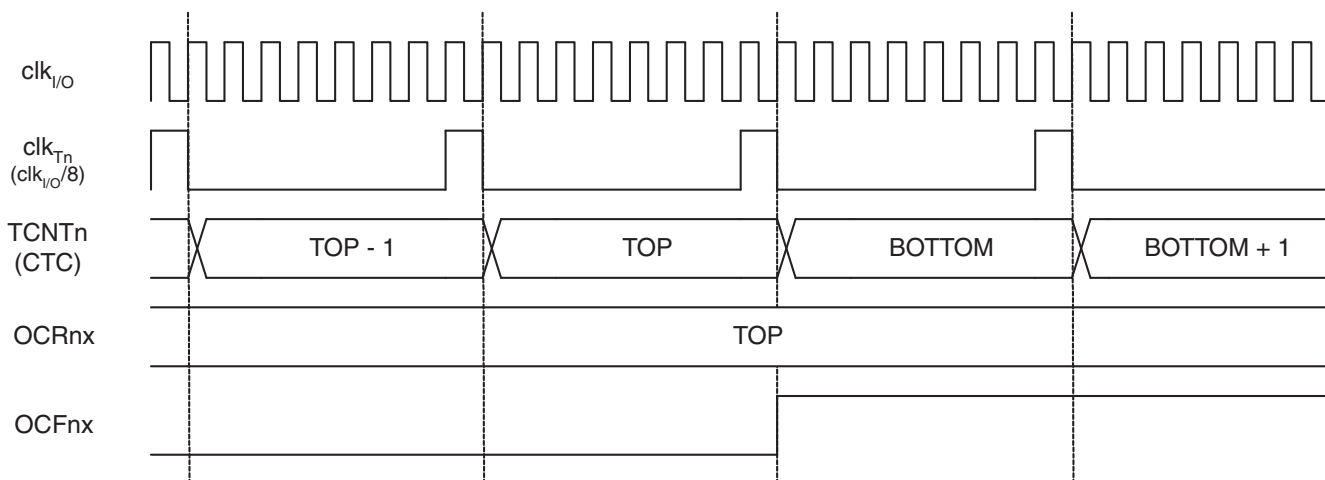 clkI/O
clkTn
(clkI/O/8)
TCNTn
(CTC)
TOP - 1
TOP
BOTTOM
BOTTOM + 1
OCRnx
TOP
OCFnx